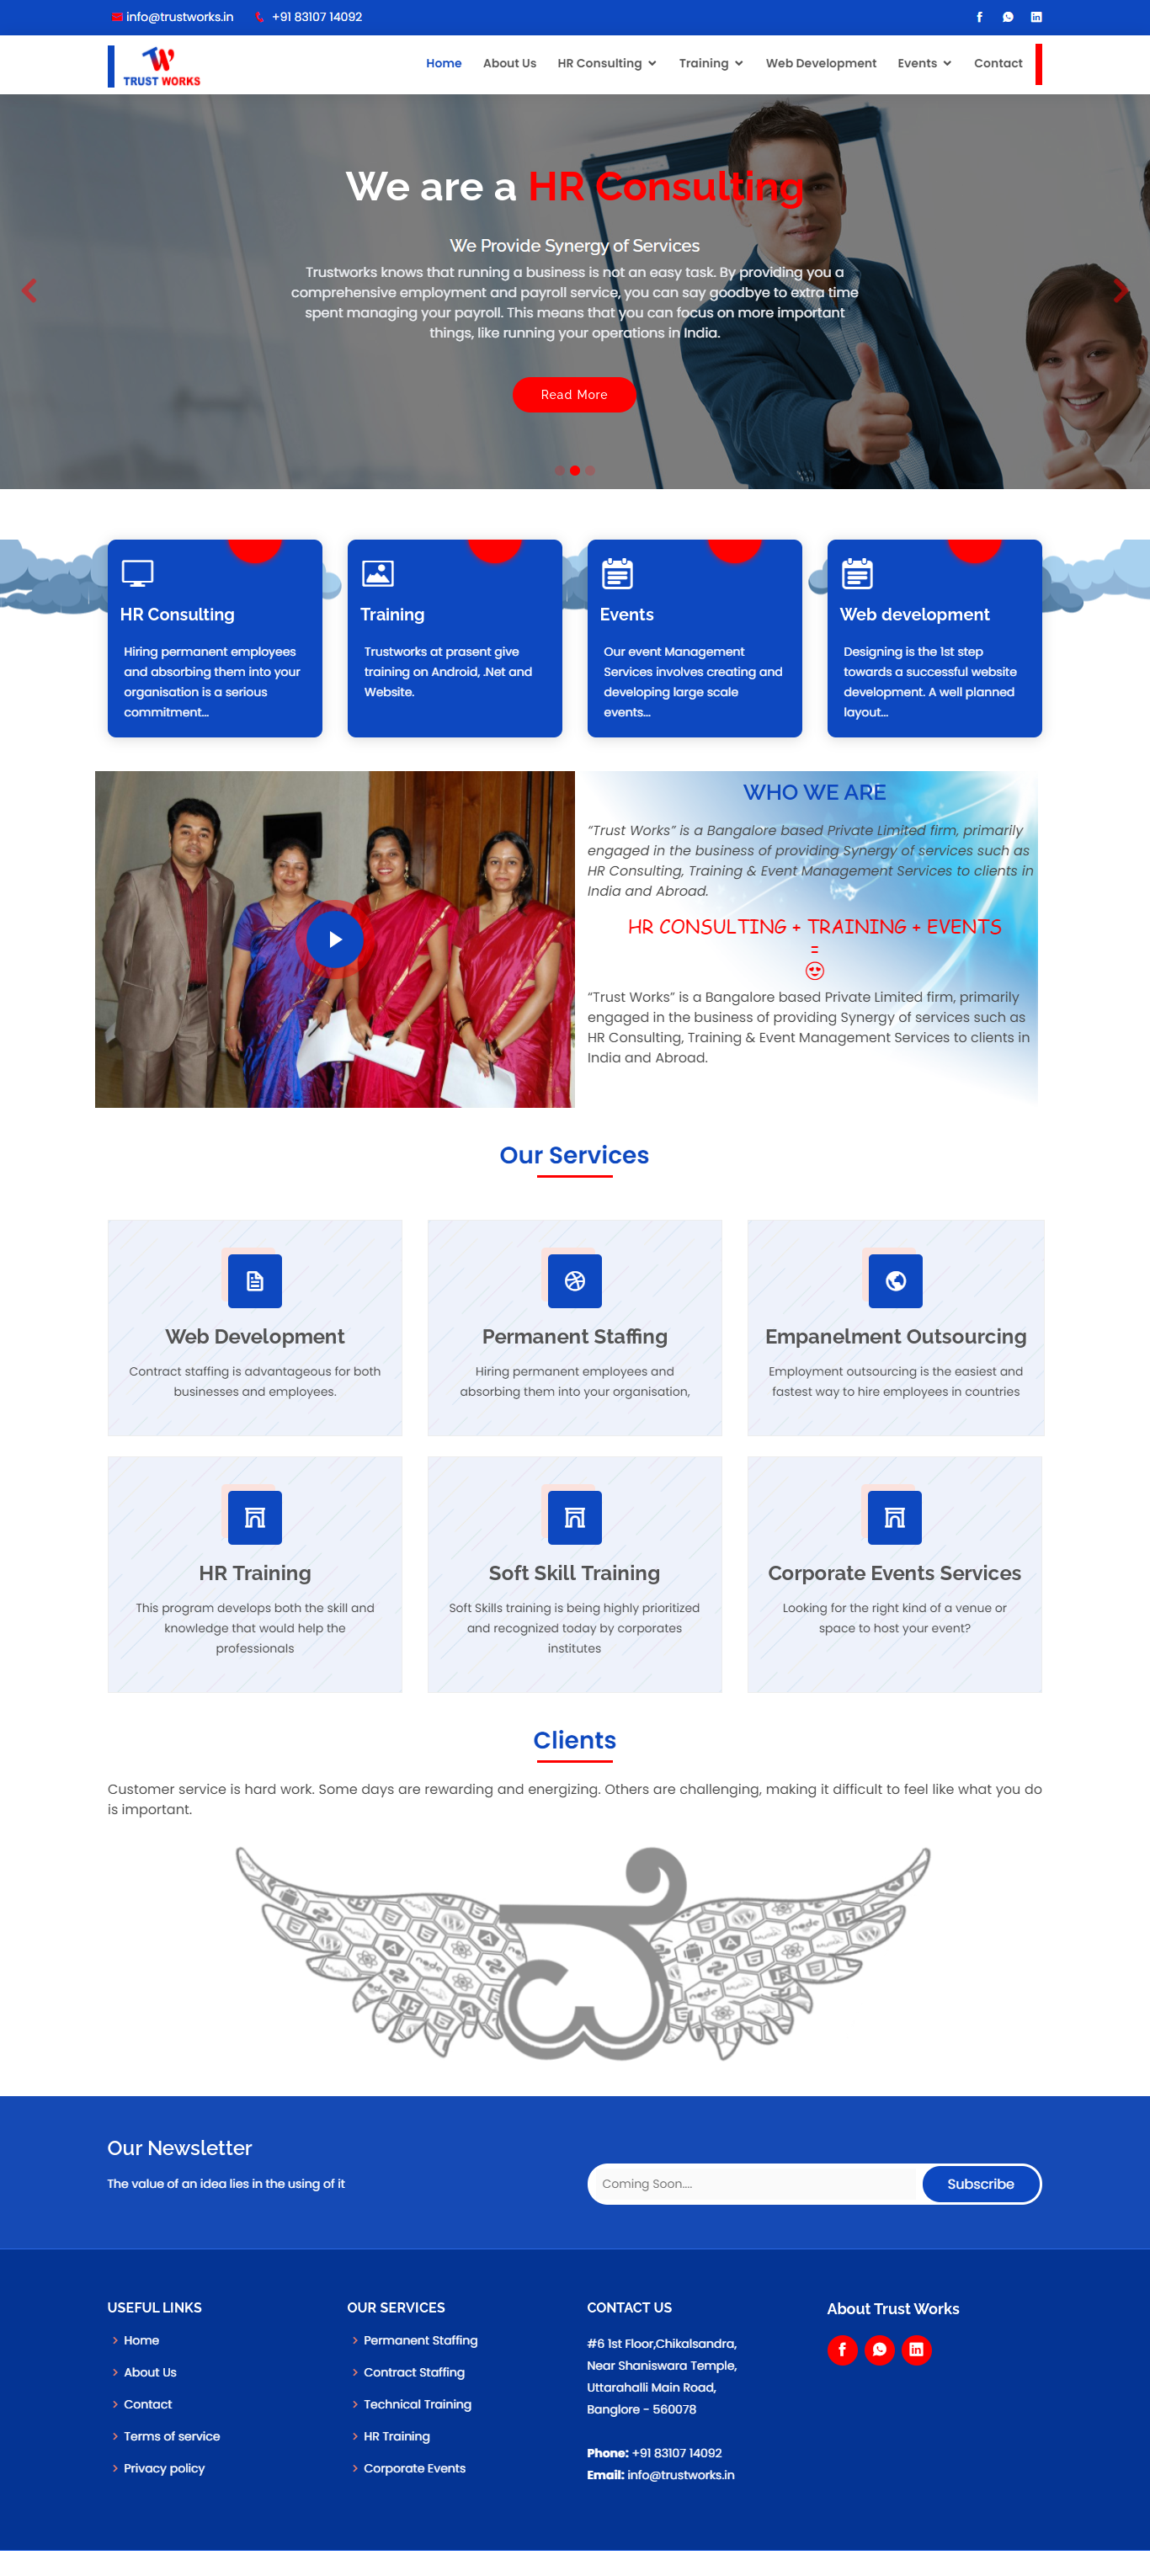 info@trustworks.in +91 83107 14092
TRUST WORKS
Home About Us HR Consulting Training Web Development Events Contact
We are a HR Consulting
We Provide Synergy of Services
Trustworks knows that running a business is not an easy task. By providing you a
comprehensive employment and payroll service, you can say goodbye to extra time
spent managing your payroll. This means that you can focus on more important
things, like running your operations in India.
Read More
HR Consulting
Hiring permanent employees
and absorbing them into your
organisation is a serious
commitment...
Training
Trustworks at prasent give
training on Android, .Net and
Website.
Events
Our event Management
Services involves creating and
developing large scale
events...
Web development
Designing is the 1st step
towards a successful website
development. A well planned
layout...
WHO WE ARE
“Trust Works” is a Bangalore based Private Limited firm, primarily
engaged in the business of providing Synergy of services such as
HR Consulting, Training & Event Management Services to clients in
India and Abroad.
HR CONSULTING + TRAINING + EVENTS
=
“Trust Works” is a Bangalore based Private Limited firm, primarily
engaged in the business of providing Synergy of services such as
HR Consulting, Training & Event Management Services to clients in
India and Abroad.
Our Services
Web Development
Contract staffing is advantageous for both
businesses and employees.
Permanent Staffing
Hiring permanent employees and
absorbing them into your organisation,
Empanelment Outsourcing
Employment outsourcing is the easiest and
fastest way to hire employees in countries
HR Training
This program develops both the skill and
knowledge that would help the
professionals
Soft Skill Training
Soft Skills training is being highly prioritized
and recognized today by corporates
institutes
Corporate Events Services
Looking for the right kind of a venue or
space to host your event?
Clients
Customer service is hard work. Some days are rewarding and energizing. Others are challenging, making it difficult to feel like what you do
is important.
Our Newsletter
The value of an idea lies in the using of it
Coming Soon....
Subscribe
USEFUL LINKS
Home
About Us
Contact
Terms of service
Privacy policy
OUR SERVICES
Permanent Staffing
Contract Staffing
Technical Training
HR Training
Corporate Events
CONTACT US
#6 1st Floor,Chikalsandra,
Near Shaniswara Temple,
Uttarahalli Main Road,
Banglore - 560078
Phone: +91 83107 14092
Email: info@trustworks.in
About Trust Works